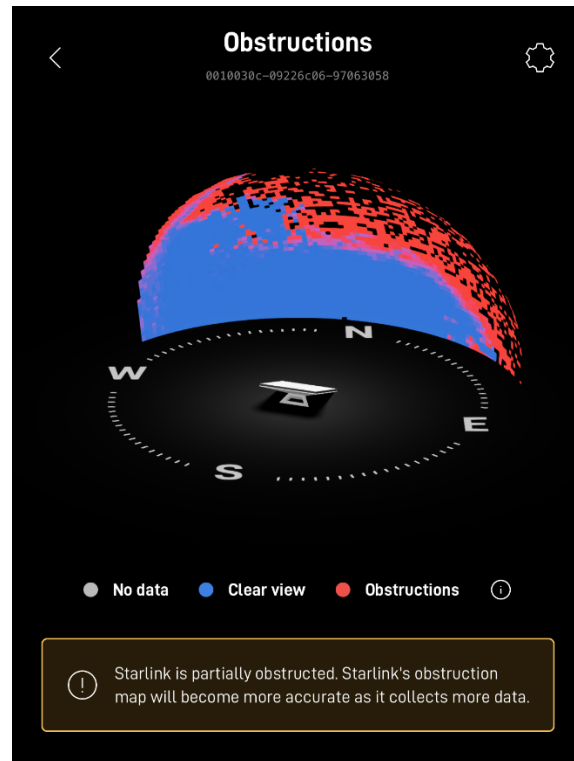 Obstructions
0010030c-09226c06-97063058
N
W
E
S
No data
Clear view
Obstructions
Starlink is partially obstructed. Starlink's obstruction
map will become more accurate as it collects more data.